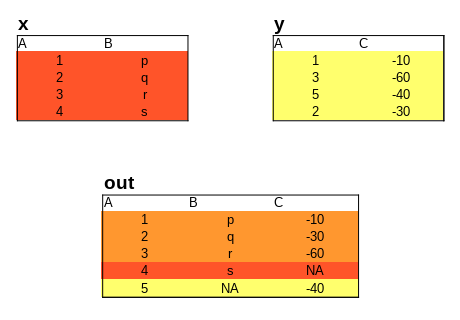 x
A B
1 p
2 q
3 r
4 s
y
A C
1 -10
3 -60
5 -40
2 -30
out
A B C
1 p -10
2 q -30
3 r -60
4 s NA
5 NA -40